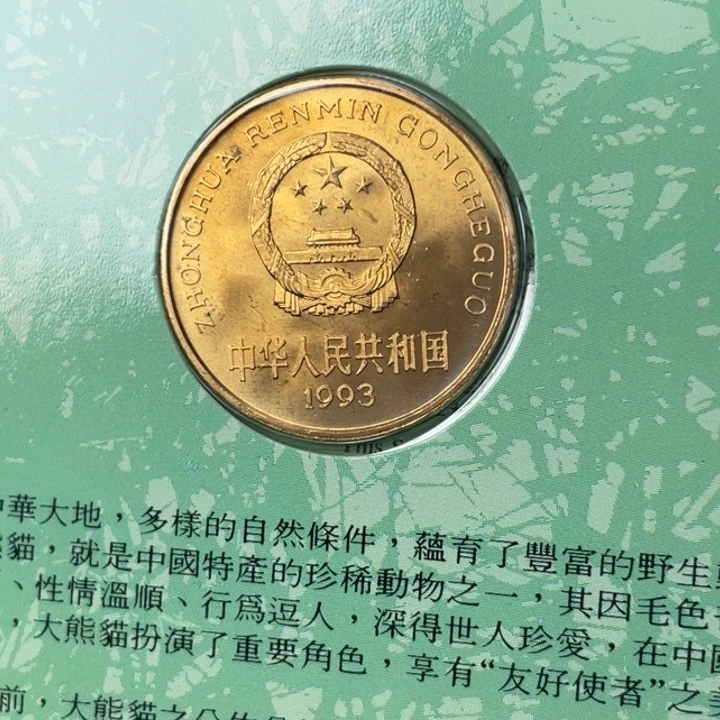 ZHONGHUA RENMIN GONGHEGUO
中华人民共和国
1993
華大地，多樣的自然條件，蘊育了豐富的野生
貓，就是中國特產的珍稀動物之一，其因毛色
、性情溫順、行爲逗人，深得世人珍愛，在中國
，大熊貓扮演了重要角色，享有“友好使者”之美
前，大熊貓之